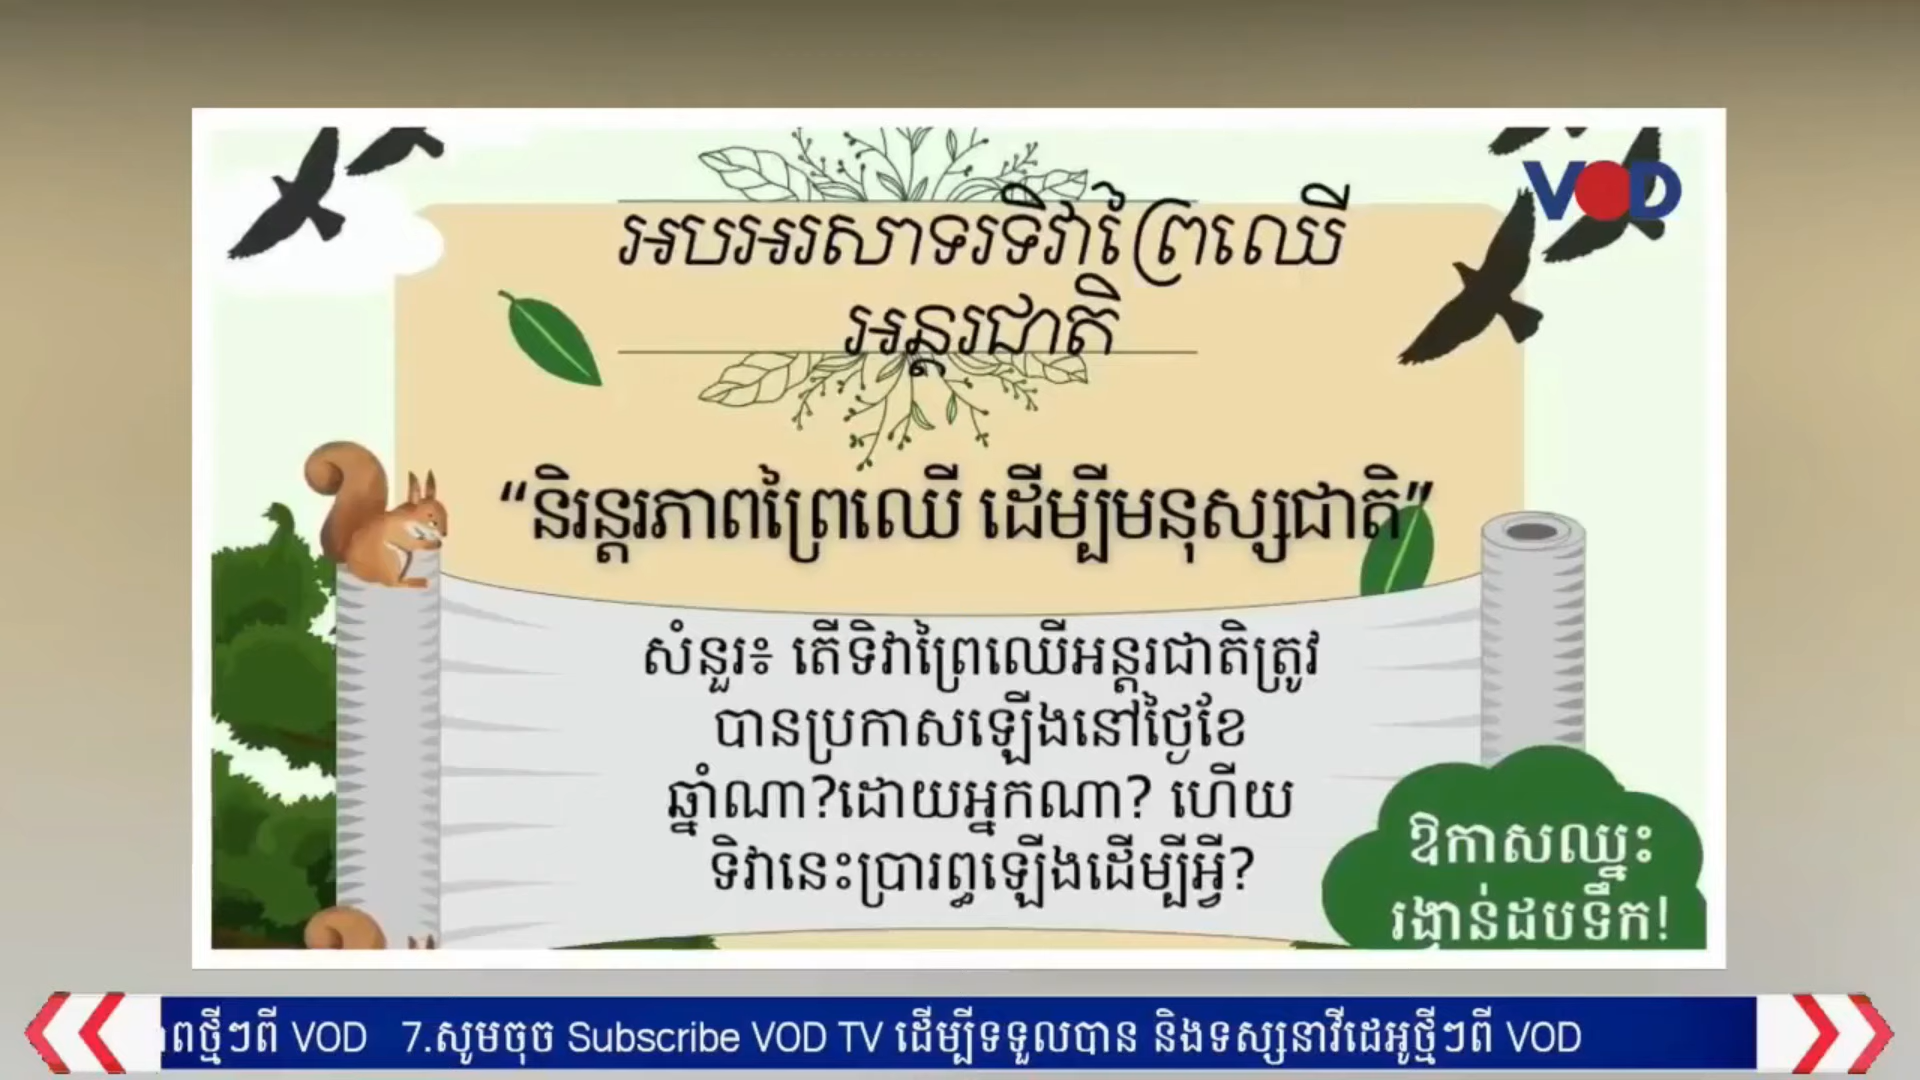 អបអរសាទរទិវាព្រៃឈើ
អន្តរជាតិ
VOD
“និរន្តរភាពព្រៃឈើ ដើម្បីមនុស្សជាតិ”
សំនួរ៖ តើទិវាព្រៃឈើអន្តរជាតិត្រូវ
បានប្រកាសឡើងនៅថ្ងៃខែ
ឆ្នាំណា?ដោយអ្នកណា? ហើយ
ទិវានេះប្រារព្ធឡើងដើម្បីអ្វី?
ឱកាសឈ្នះ
រង្វាន់ដបទឹក!
ថ្មីៗពី VOD 7.សូមចុច Subscribe VOD TV ដើម្បីទទួលបាន និងទស្សនាវីដេអូថ្មីៗពី VOD